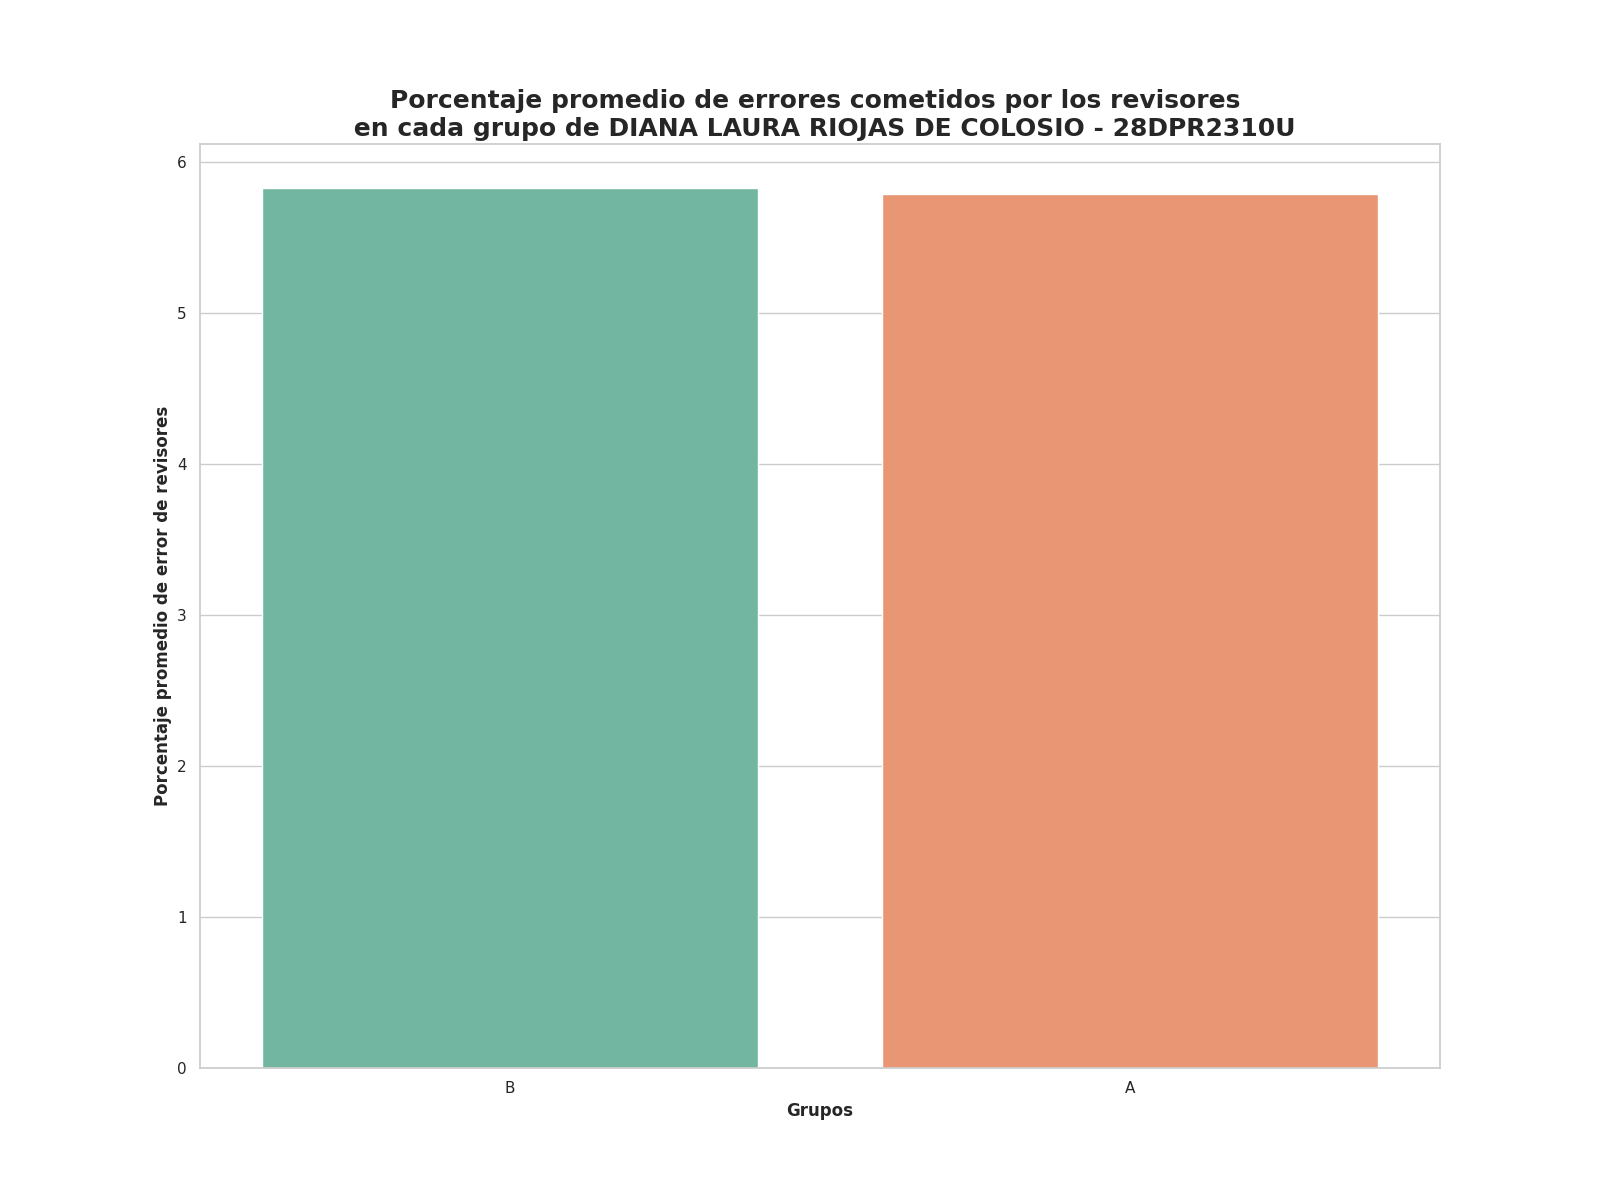 Porcentaje promedio de errores cometidos por los revisores
en cada grupo de DIANA LAURA RIOJAS DE COLOSIO - 28DPR2310U
6
5
4
3
2
1
0
Porcentaje promedio de error de revisores
B
A
Grupos